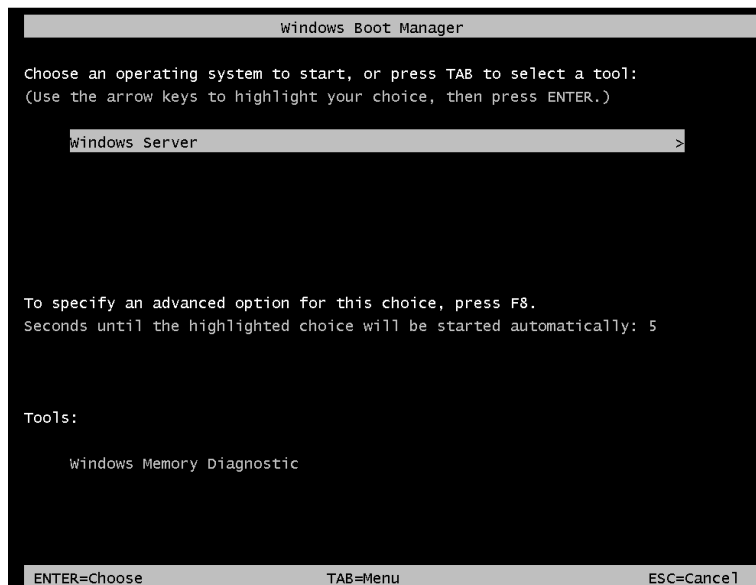 Windows Boot Manager
Choose an operating system to start, or press TAB to select a tool:
(Use the arrow keys to highlight your choice, then press ENTER.)
Windows Server >
To specify an advanced option for this choice, press F8.
Seconds until the highlighted choice will be started automatically: 5
Tools:
Windows Memory Diagnostic
ENTER=Choose TAB=Menu ESC=Cancel